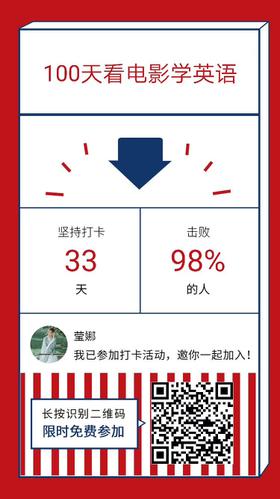 100天看电影学英语
坚持打卡
33
天
击败
98%
的人
莹娜
我已参加打卡活动，邀你一起加入！
长按识别二维码
限时免费参加